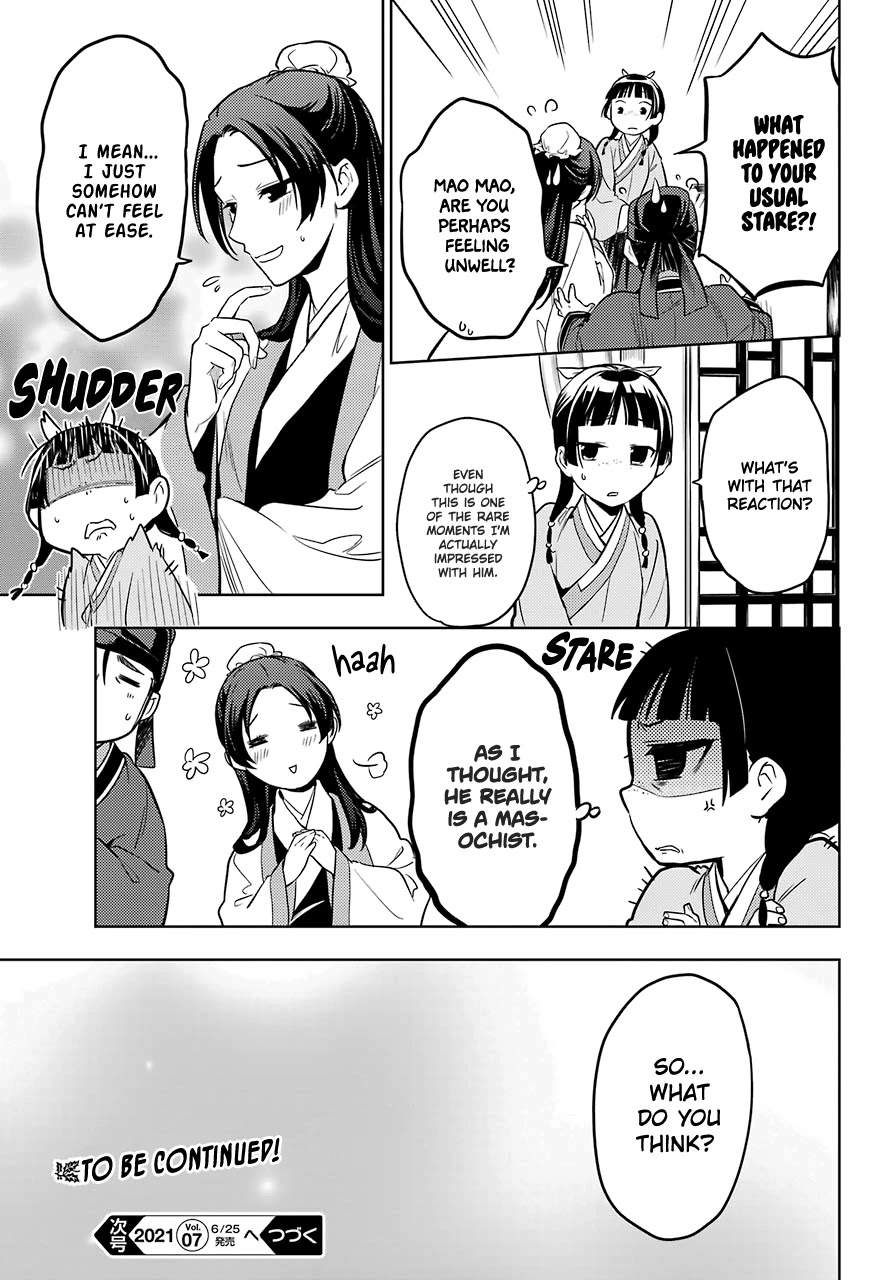 WHAT
HAPPENED
TO YOUR
USUAL
STARE?!
MAO MAO,
ARE YOU
PERHAPS
FEELING
UNWELL?
WHAT'S
WITH THAT
REACTION?
EVEN
THOUGH
THIS IS ONE
OF THE RARE
MOMENTS I'M
ACTUALLY
IMPRESSED
WITH HIM.
I MEAN...
I JUST
SOMEHOW
CAN'T FEEL
AT EASE.
SHUDDER
STARE
AS I
THOUGHT,
HE REALLY
IS A MAS-
OCHIST.
haah
SO...
WHAT
DO YOU
THINK?
TO BE CONTINUED!
次号 2021 Vol. 07 6/25 発売 へ つづく